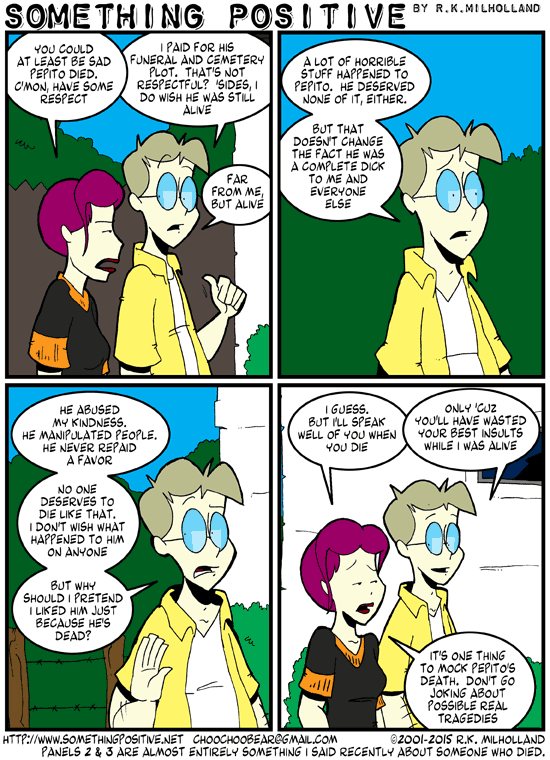 SOMETHING POSITIVE BY R.K.MILHOLLAND
YOU COULD
AT LEAST BE SAD
PEPITO DIED.
C'MON, HAVE SOME
RESPECT
I PAID FOR HIS
FUNERAL AND CEMETERY
PLOT. THAT'S NOT
RESPECTFUL? 'SIDES, I
DO WISH HE WAS STILL
ALIVE
FAR
FROM ME,
BUT ALIVE
A LOT OF HORRIBLE
STUFF HAPPENED TO
PEPITO. HE DESERVED
NONE OF IT, EITHER.
BUT THAT
DOESN'T CHANGE
THE FACT HE WAS
A COMPLETE DICK
TO ME AND
EVERYONE
ELSE
HE ABUSED
MY KINDNESS.
HE MANIPULATED PEOPLE.
HE NEVER REPAID
A FAVOR
NO ONE
DESERVES TO
DIE LIKE THAT.
I DON'T WISH WHAT
HAPPENED TO HIM
ON ANYONE
BUT WHY
SHOULD I PRETEND
I LIKED HIM JUST
BECAUSE HE'S
DEAD?
I GUESS.
BUT I'LL SPEAK
WELL OF YOU WHEN
YOU DIE
ONLY 'CUZ
YOU'LL HAVE WASTED
YOUR BEST INSULTS
WHILE I WAS ALIVE
IT'S ONE THING
TO MOCK PEPITO'S
DEATH. DON'T GO
JOKING ABOUT
POSSIBLE REAL
TRAGEDIES
HTTP://WWW.SOMETHINGPOSITIVE.NET CHOOCHOOBEAR@GMAIL.COM ©2001-2015 R.K. MILHOLLAND
PANELS 2 & 3 ARE ALMOST ENTIRELY SOMETHING I SAID RECENTLY ABOUT SOMEONE WHO DIED.